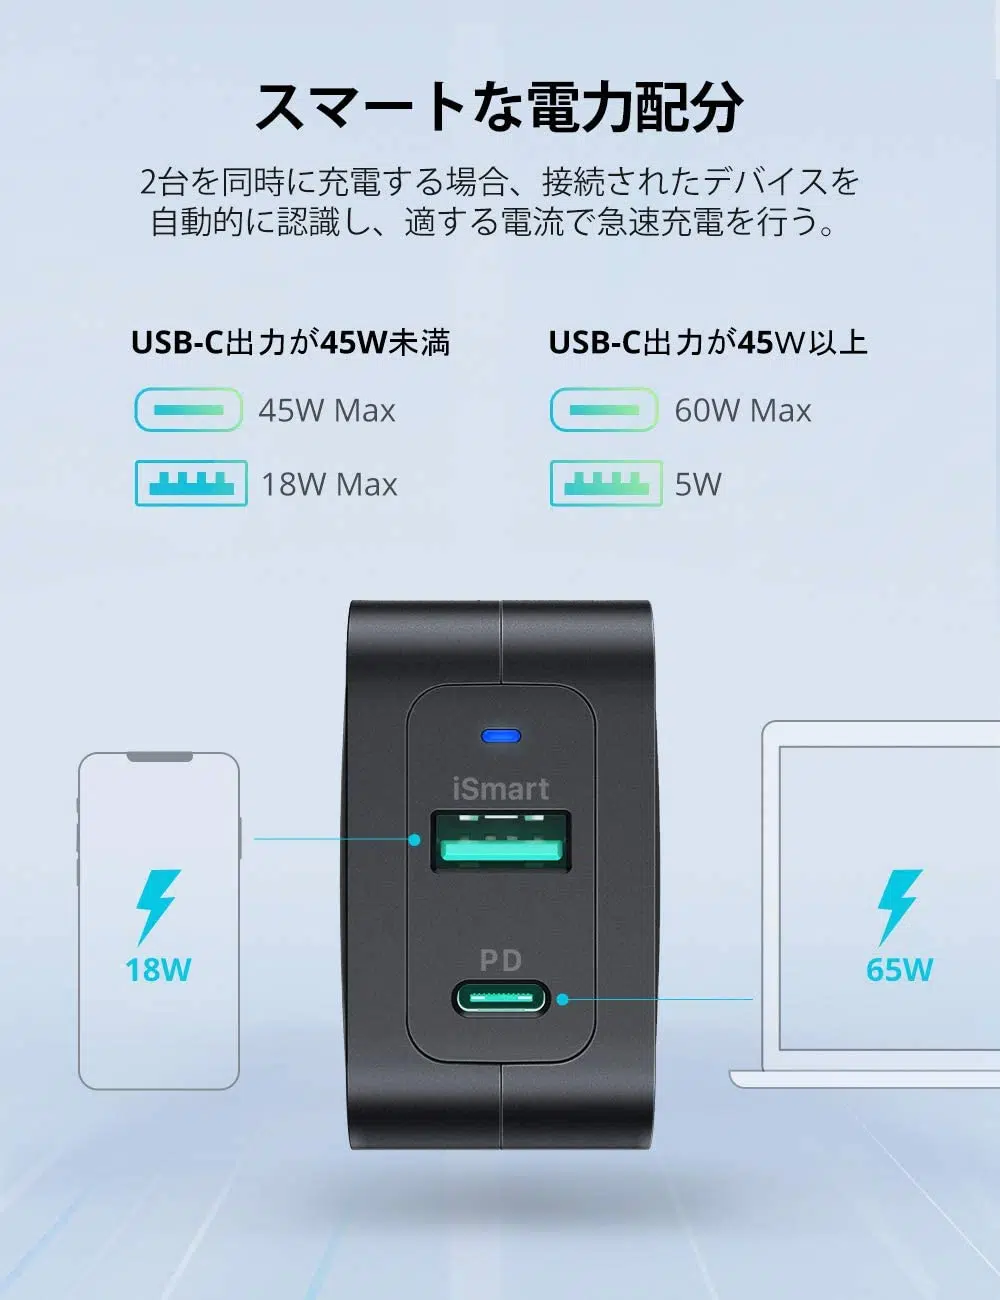 スマートな電力配分
2台を同時に充電する場合、接続されたデバイスを
自動的に認識し、適する電流で急速充電を行う。
USB-C出力が45W未満
45W Max
18W Max
USB-C出力が45W以上
60W Max
5W
iSmart
18W
PD
65W